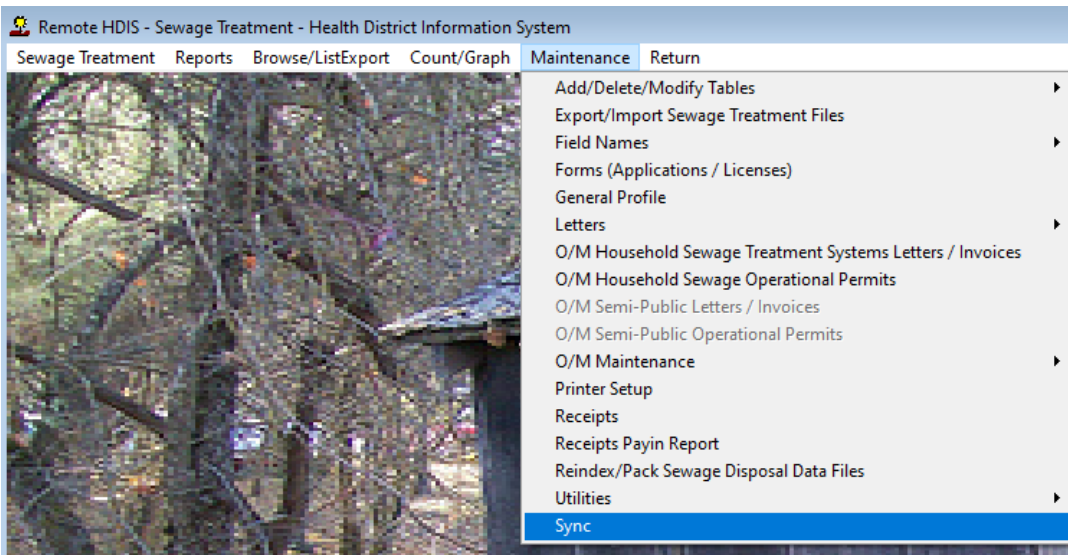 Remote HDIS - Sewage Treatment - Health District Information System
Sewage Treatment Reports Browse/ListExport Count/Graph Maintenance Return
Add/Delete/Modify Tables
Export/Import Sewage Treatment Files
Field Names
Forms (Applications / Licenses)
General Profile
Letters
O/M Household Sewage Treatment Systems Letters / Invoices
O/M Household Sewage Operational Permits
O/M Semi-Public Letters / Invoices
O/M Semi-Public Operational Permits
O/M Maintenance
Printer Setup
Receipts
Receipts Payin Report
Reindex/Pack Sewage Disposal Data Files
Utilities
Sync